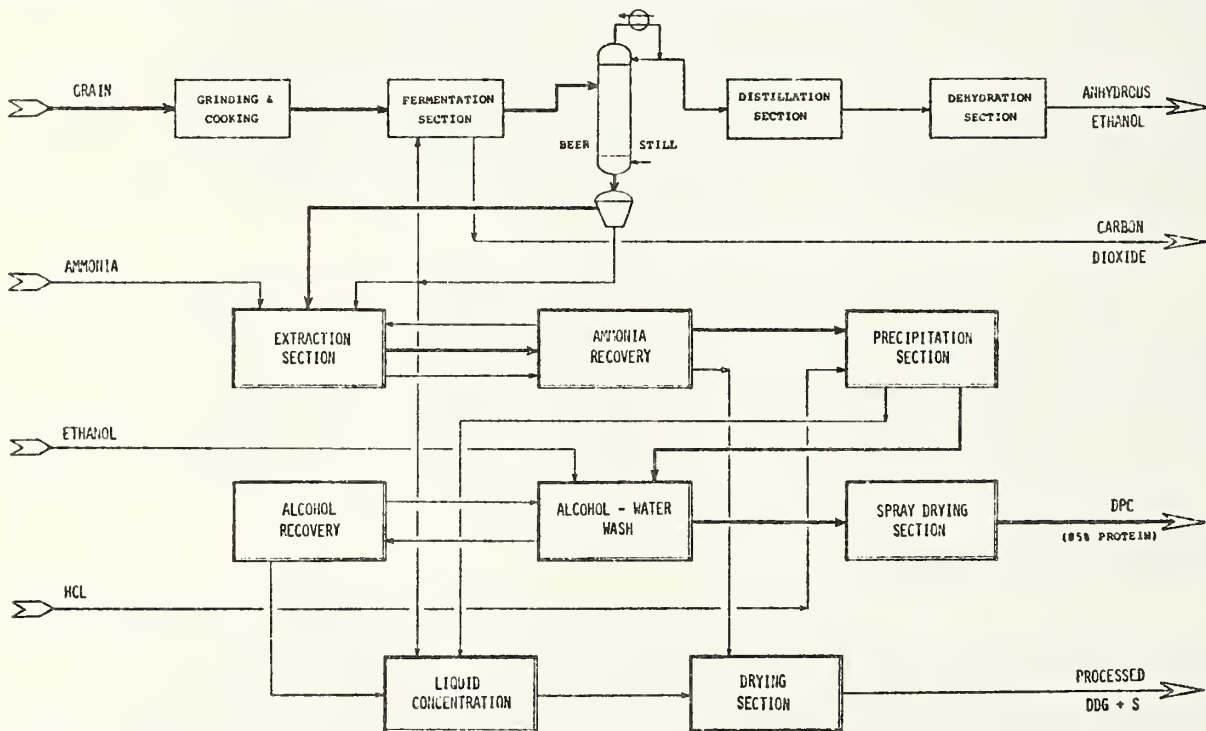 GRAIN
GRINDING &
COOKING
FERMENTATION
SECTION
BEER STILL
DISTILLATION
SECTION
DEHYDRATION
SECTION
ANHYDROUS
ETHANOL
CARBON
DIOXIDE
AMMONIA
EXTRACTION
SECTION
AMMONIA
RECOVERY
PRECIPITATION
SECTION
ETHANOL
ALCOHOL
RECOVERY
ALCOHOL - WATER
WASH
SPRAY DRYING
SECTION
DPC
(85% PROTEIN)
HCL
LIQUID
CONCENTRATION
DRYING
SECTION
PROCESSED
DDG + S